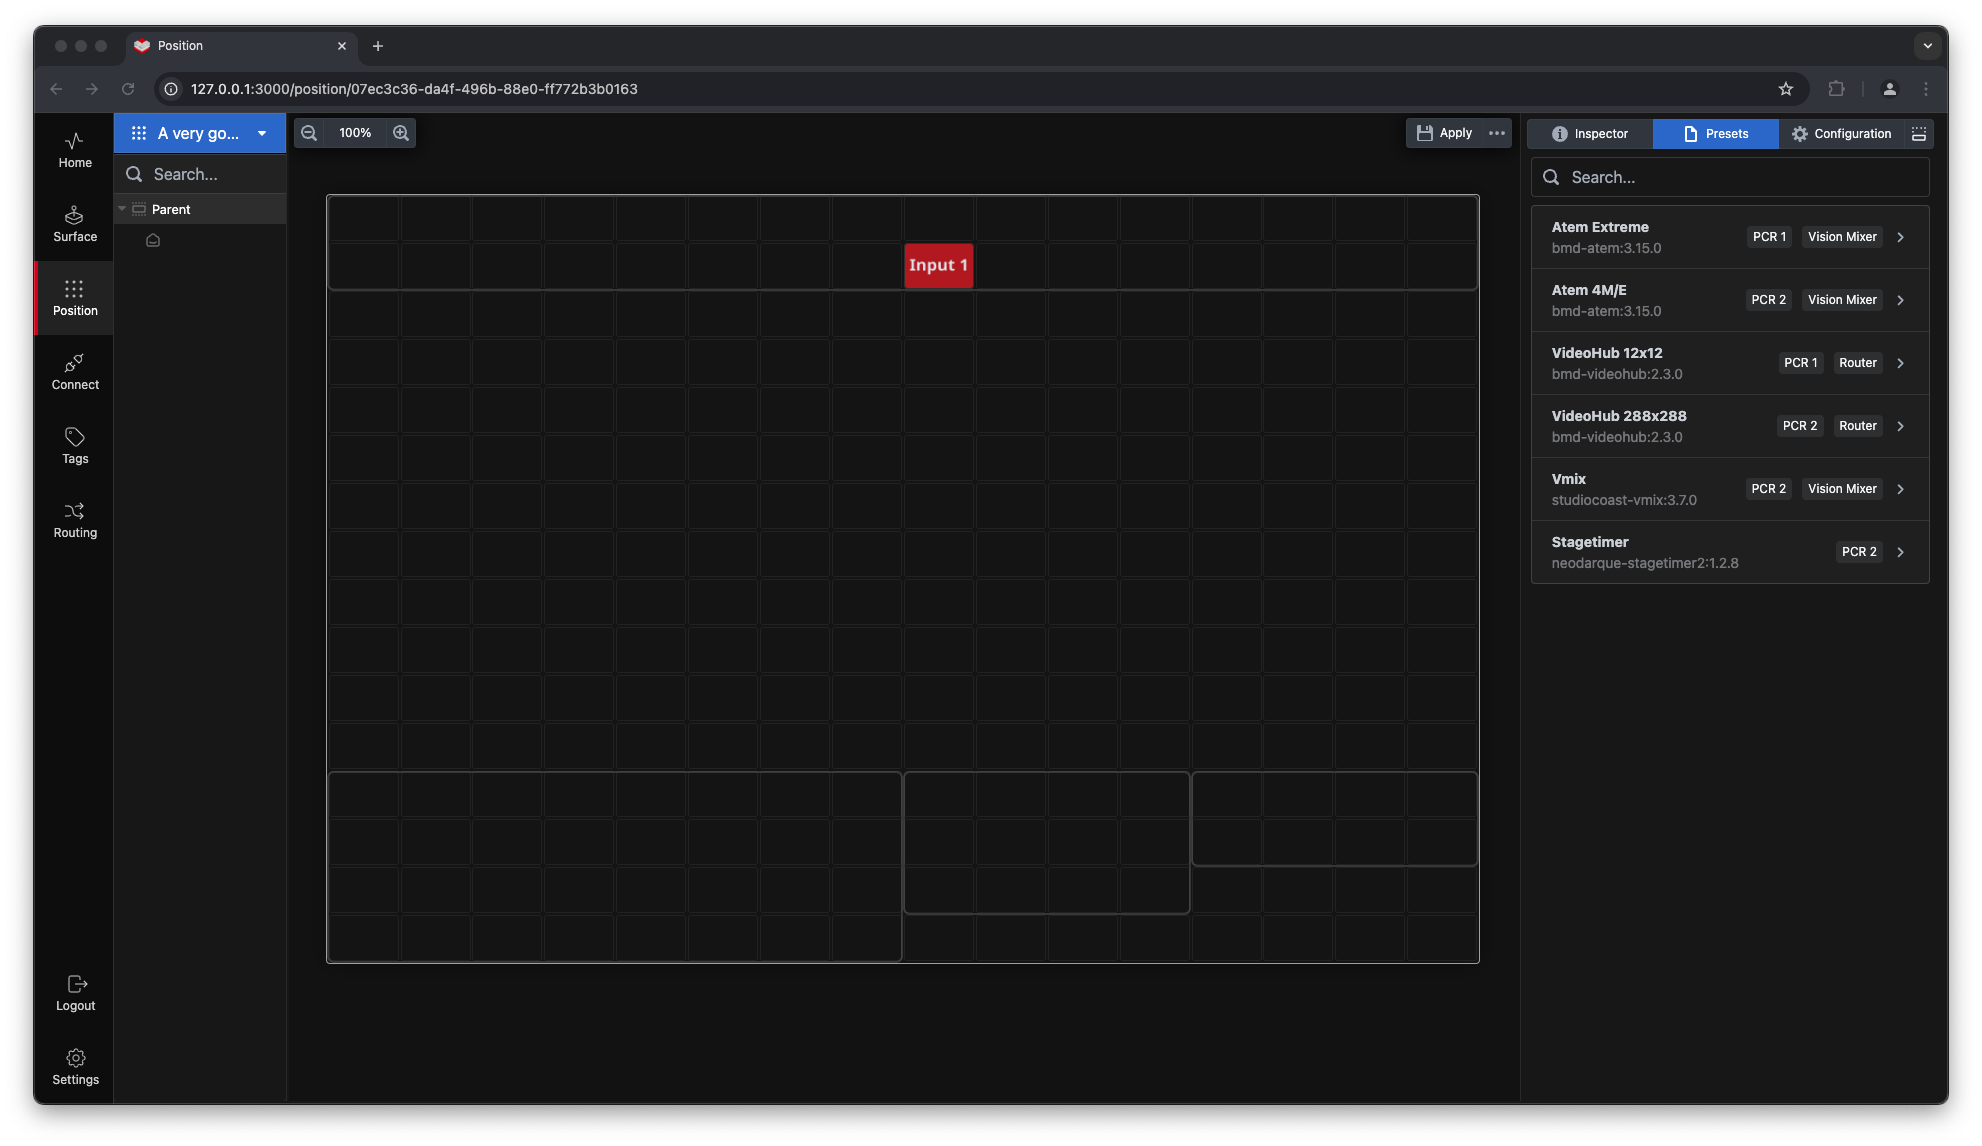 Position
127.0.0.1:3000/position/07ec3c36-da4f-496b-88e0-ff772b3b0163
Home
Surface
Position
Connect
Tags
Routing
Logout
Settings
A very go...
Search...
Parent
100%
Apply
Input 1
Inspector
Presets
Configuration
Search...
Atem Extreme
bmd-atem:3.15.0
PCR 1
Vision Mixer
Atem 4M/E
bmd-atem:3.15.0
PCR 2
Vision Mixer
VideoHub 12x12
bmd-videohub:2.3.0
PCR 1
Router
VideoHub 288x288
bmd-videohub:2.3.0
PCR 2
Router
Vmix
studiocoast-vmix:3.7.0
PCR 2
Vision Mixer
Stagetimer
neodarque-stagetimer2:1.2.8
PCR 2